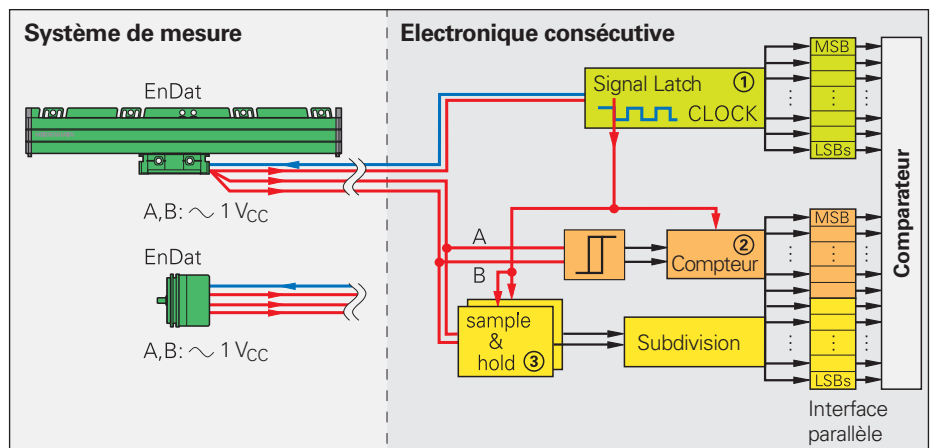 Système de mesure
Electronique consécutive
EnDat
A,B: ∼ 1 VCC
EnDat
A,B: ∼ 1 VCC
Signal Latch ①
CLOCK
MSB
LSBs
A
B
② Compteur
MSB
sample
&
hold ③
Subdivision
LSBs
Interface
parallèle
Comparateur